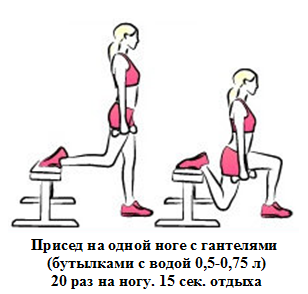 Присед на одной ноге с гантелями
(бутылками с водой 0,5-0,75 л)
20 раз на ногу. 15 сек. отдыха